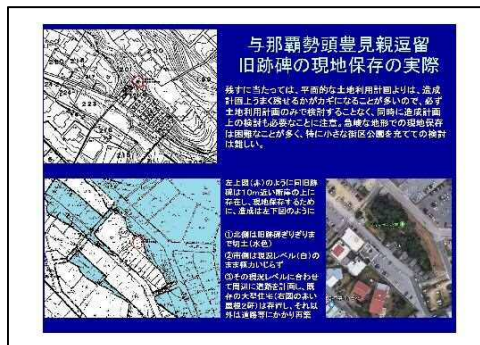 与那覇勢頭豊見親逗留
旧跡碑の現地保存の実際
残すに当たっては、平面的な土地利用計画よりは、造成
計画上うまく残せるかがカギになることが多いので、必ず
土地利用計画のみで検討することなく、同時に造成計画
上の検討も必要なことに注意。急峻な地形での現地保存
は困難なことが多く、特に小さな街区公園を充てての検討
は難しい。
左上図(赤)のように同旧跡
碑は10m近い断崖の上に
存在し、現地保存するため
に、造成は左下図のように
①北側は旧跡碑ぎりぎりま
で切土(水色)
②南側は現況レベル(白)の
まま極力いじらず
③その現況レベルに合わせ
て周辺に道路を計画し、既
存の大型住宅(右図の赤い
屋根2軒)は存置し、それ以
外は道路等にかかり再築